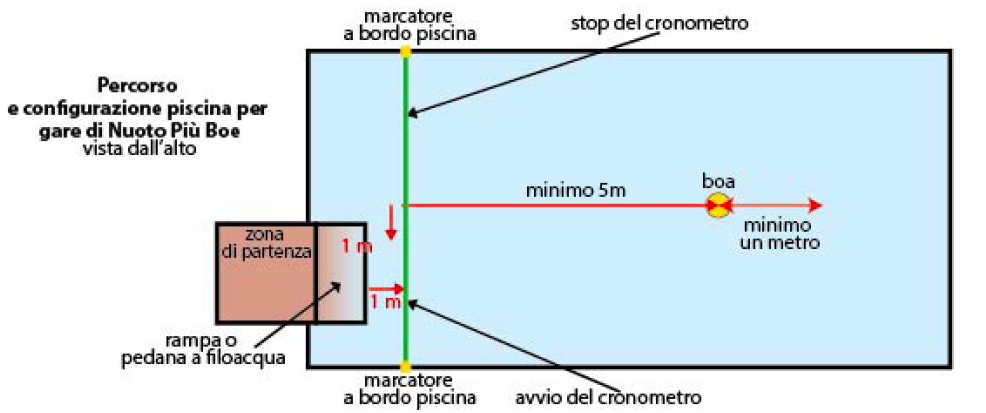 marcatore
a bordo piscina
stop del cronometro
Percorso
e configurazione piscina per
gare di Nuoto Più Boe
vista dall'alto
minimo 5m
boa
minimo
un metro
zona
di partenza
1 m
1 m
rampa o
pedana a filoacqua
marcatore
a bordo piscina
avvio del cronometro